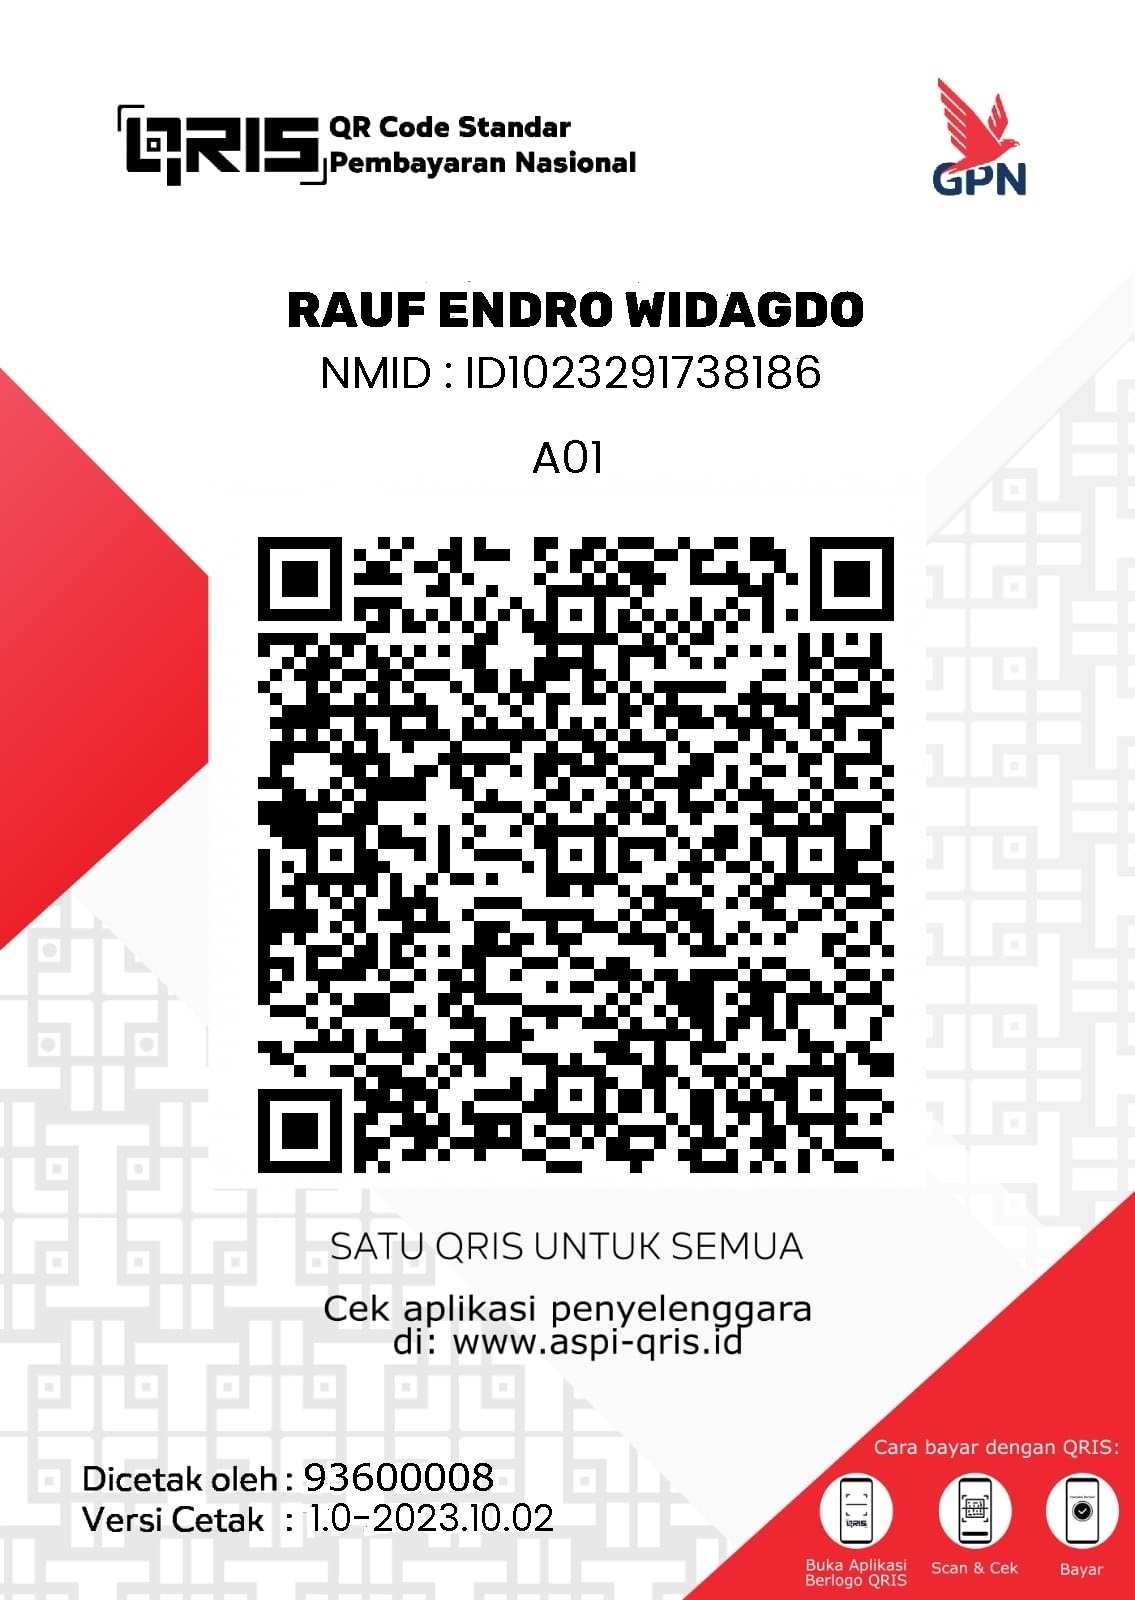 QRIS QR Code Standar
Pembayaran Nasional
GPN
RAUF ENDRO WIDAGDO
NMID : ID1023291738186
A01
SATU QRIS UNTUK SEMUA
Cek aplikasi penyelenggara
di: www.aspi-qris.id
Dicetak oleh : 93600008
Versi Cetak : 1.0-2023.10.02
Cara bayar dengan QRIS:
QRIS
Buka Aplikasi
Berlogo QRIS
Scan & Cek
Bayar